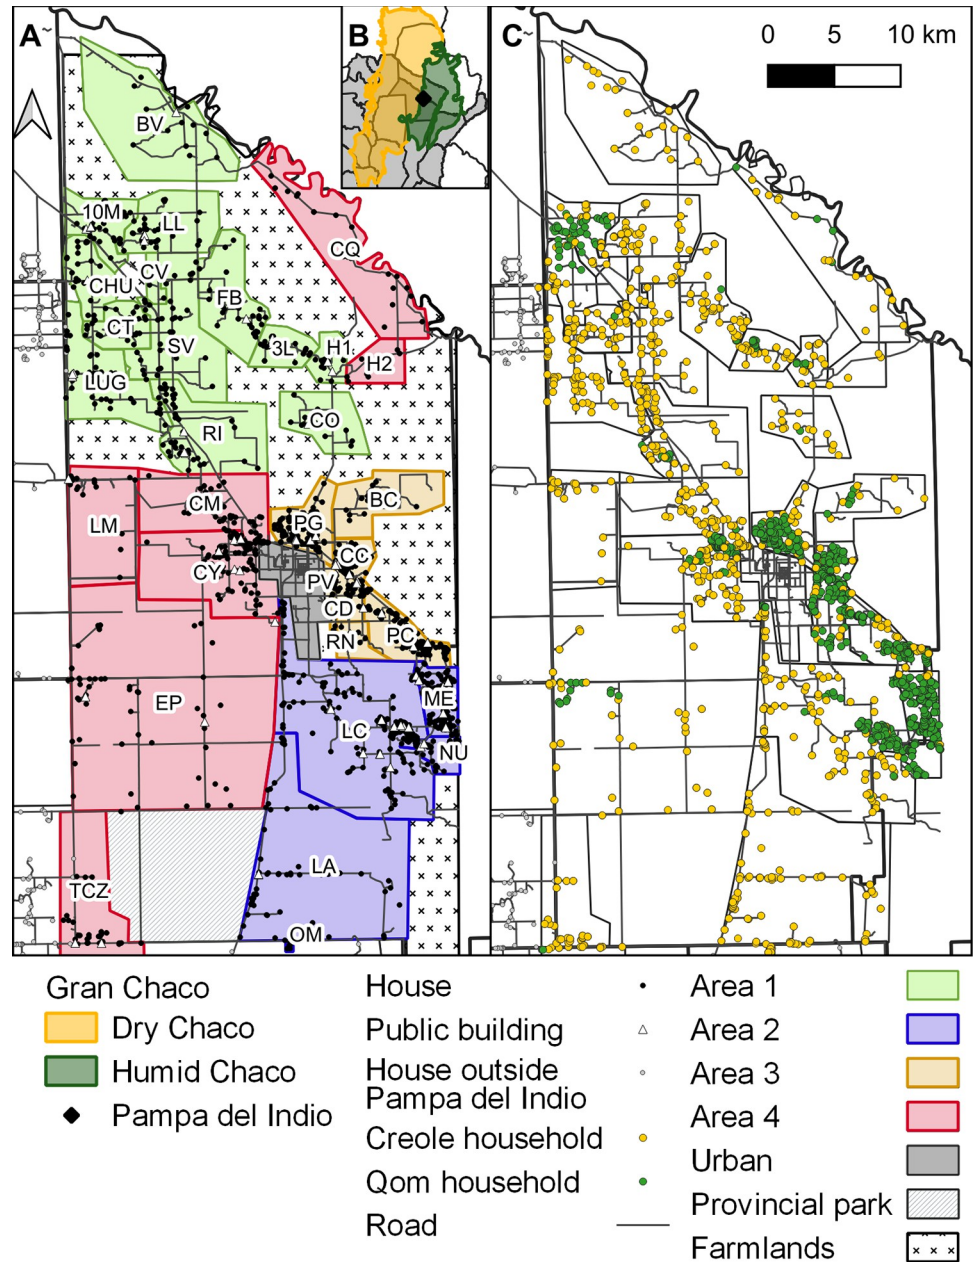 A
B
C
0 5 10 km
BV
10M
LL
CQ
CV
CHU
FB
CT
SV
3L
H1
H2
LUG
CO
RI
CM
BC
LM
PG
CC
CY
PV
CD
RN
PC
EP
ME
LC
NU
LA
TCZ
OM
Gran Chaco
Dry Chaco
Humid Chaco
Pampa del Indio
House
Public building
House outside
Pampa del Indio
Creole household
Qom household
Road
Area 1
Area 2
Area 3
Area 4
Urban
Provincial park
Farmlands